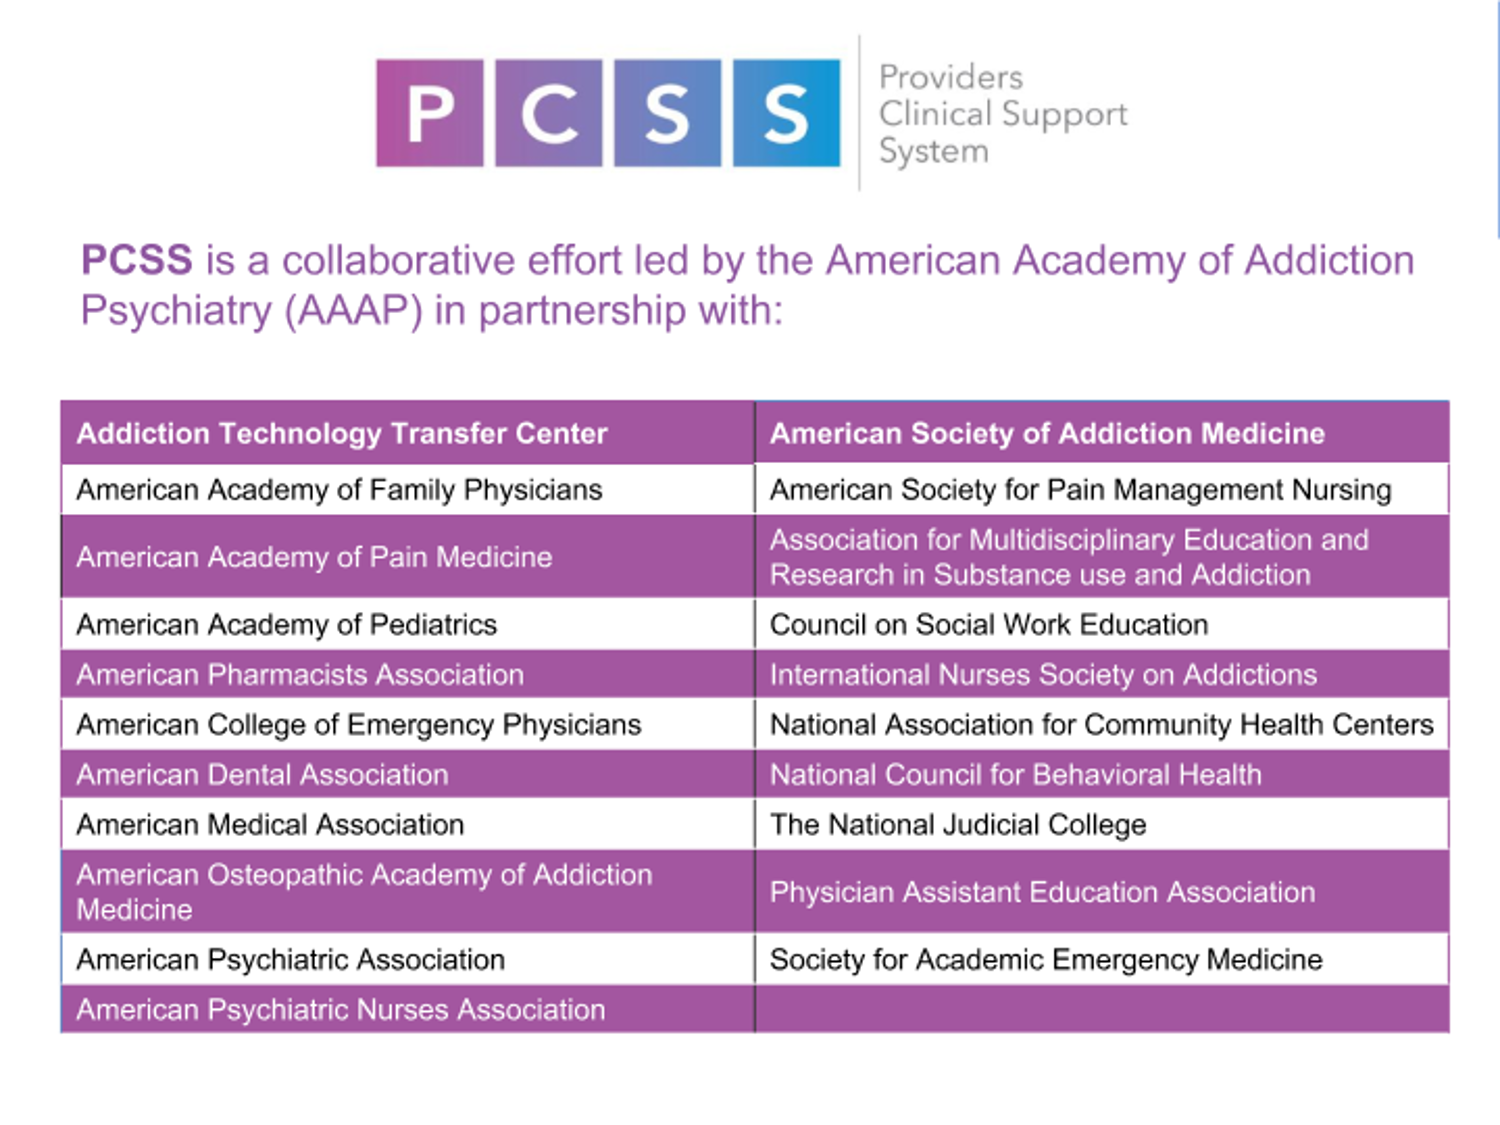 PCSS
Providers
Clinical Support
System
PCSS is a collaborative effort led by the American Academy of Addiction
Psychiatry (AAAP) in partnership with:
Addiction Technology Transfer Center
American Society of Addiction Medicine
American Academy of Family Physicians
American Society for Pain Management Nursing
American Academy of Pain Medicine
Association for Multidisciplinary Education and
Research in Substance use and Addiction
American Academy of Pediatrics
Council on Social Work Education
American Pharmacists Association
International Nurses Society on Addictions
American College of Emergency Physicians
National Association for Community Health Centers
American Dental Association
National Council for Behavioral Health
American Medical Association
The National Judicial College
American Osteopathic Academy of Addiction
Medicine
Physician Assistant Education Association
American Psychiatric Association
Society for Academic Emergency Medicine
American Psychiatric Nurses Association